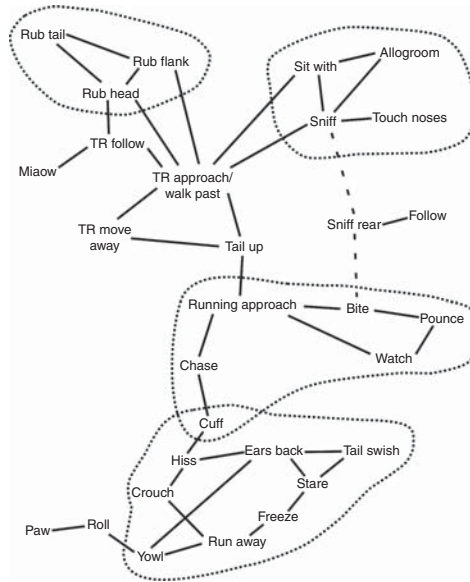 Rub tail
Rub flank
Rub head
Sit with
Allogroom
Sniff
Touch noses
TR follow
Miaow
TR approach/
walk past
TR move
away
Tail up
Sniff rear
Follow
Running approach
Bite
Pounce
Watch
Chase
Cuff
Hiss
Ears back
Tail swish
Stare
Crouch
Freeze
Paw
Roll
Yowl
Run away